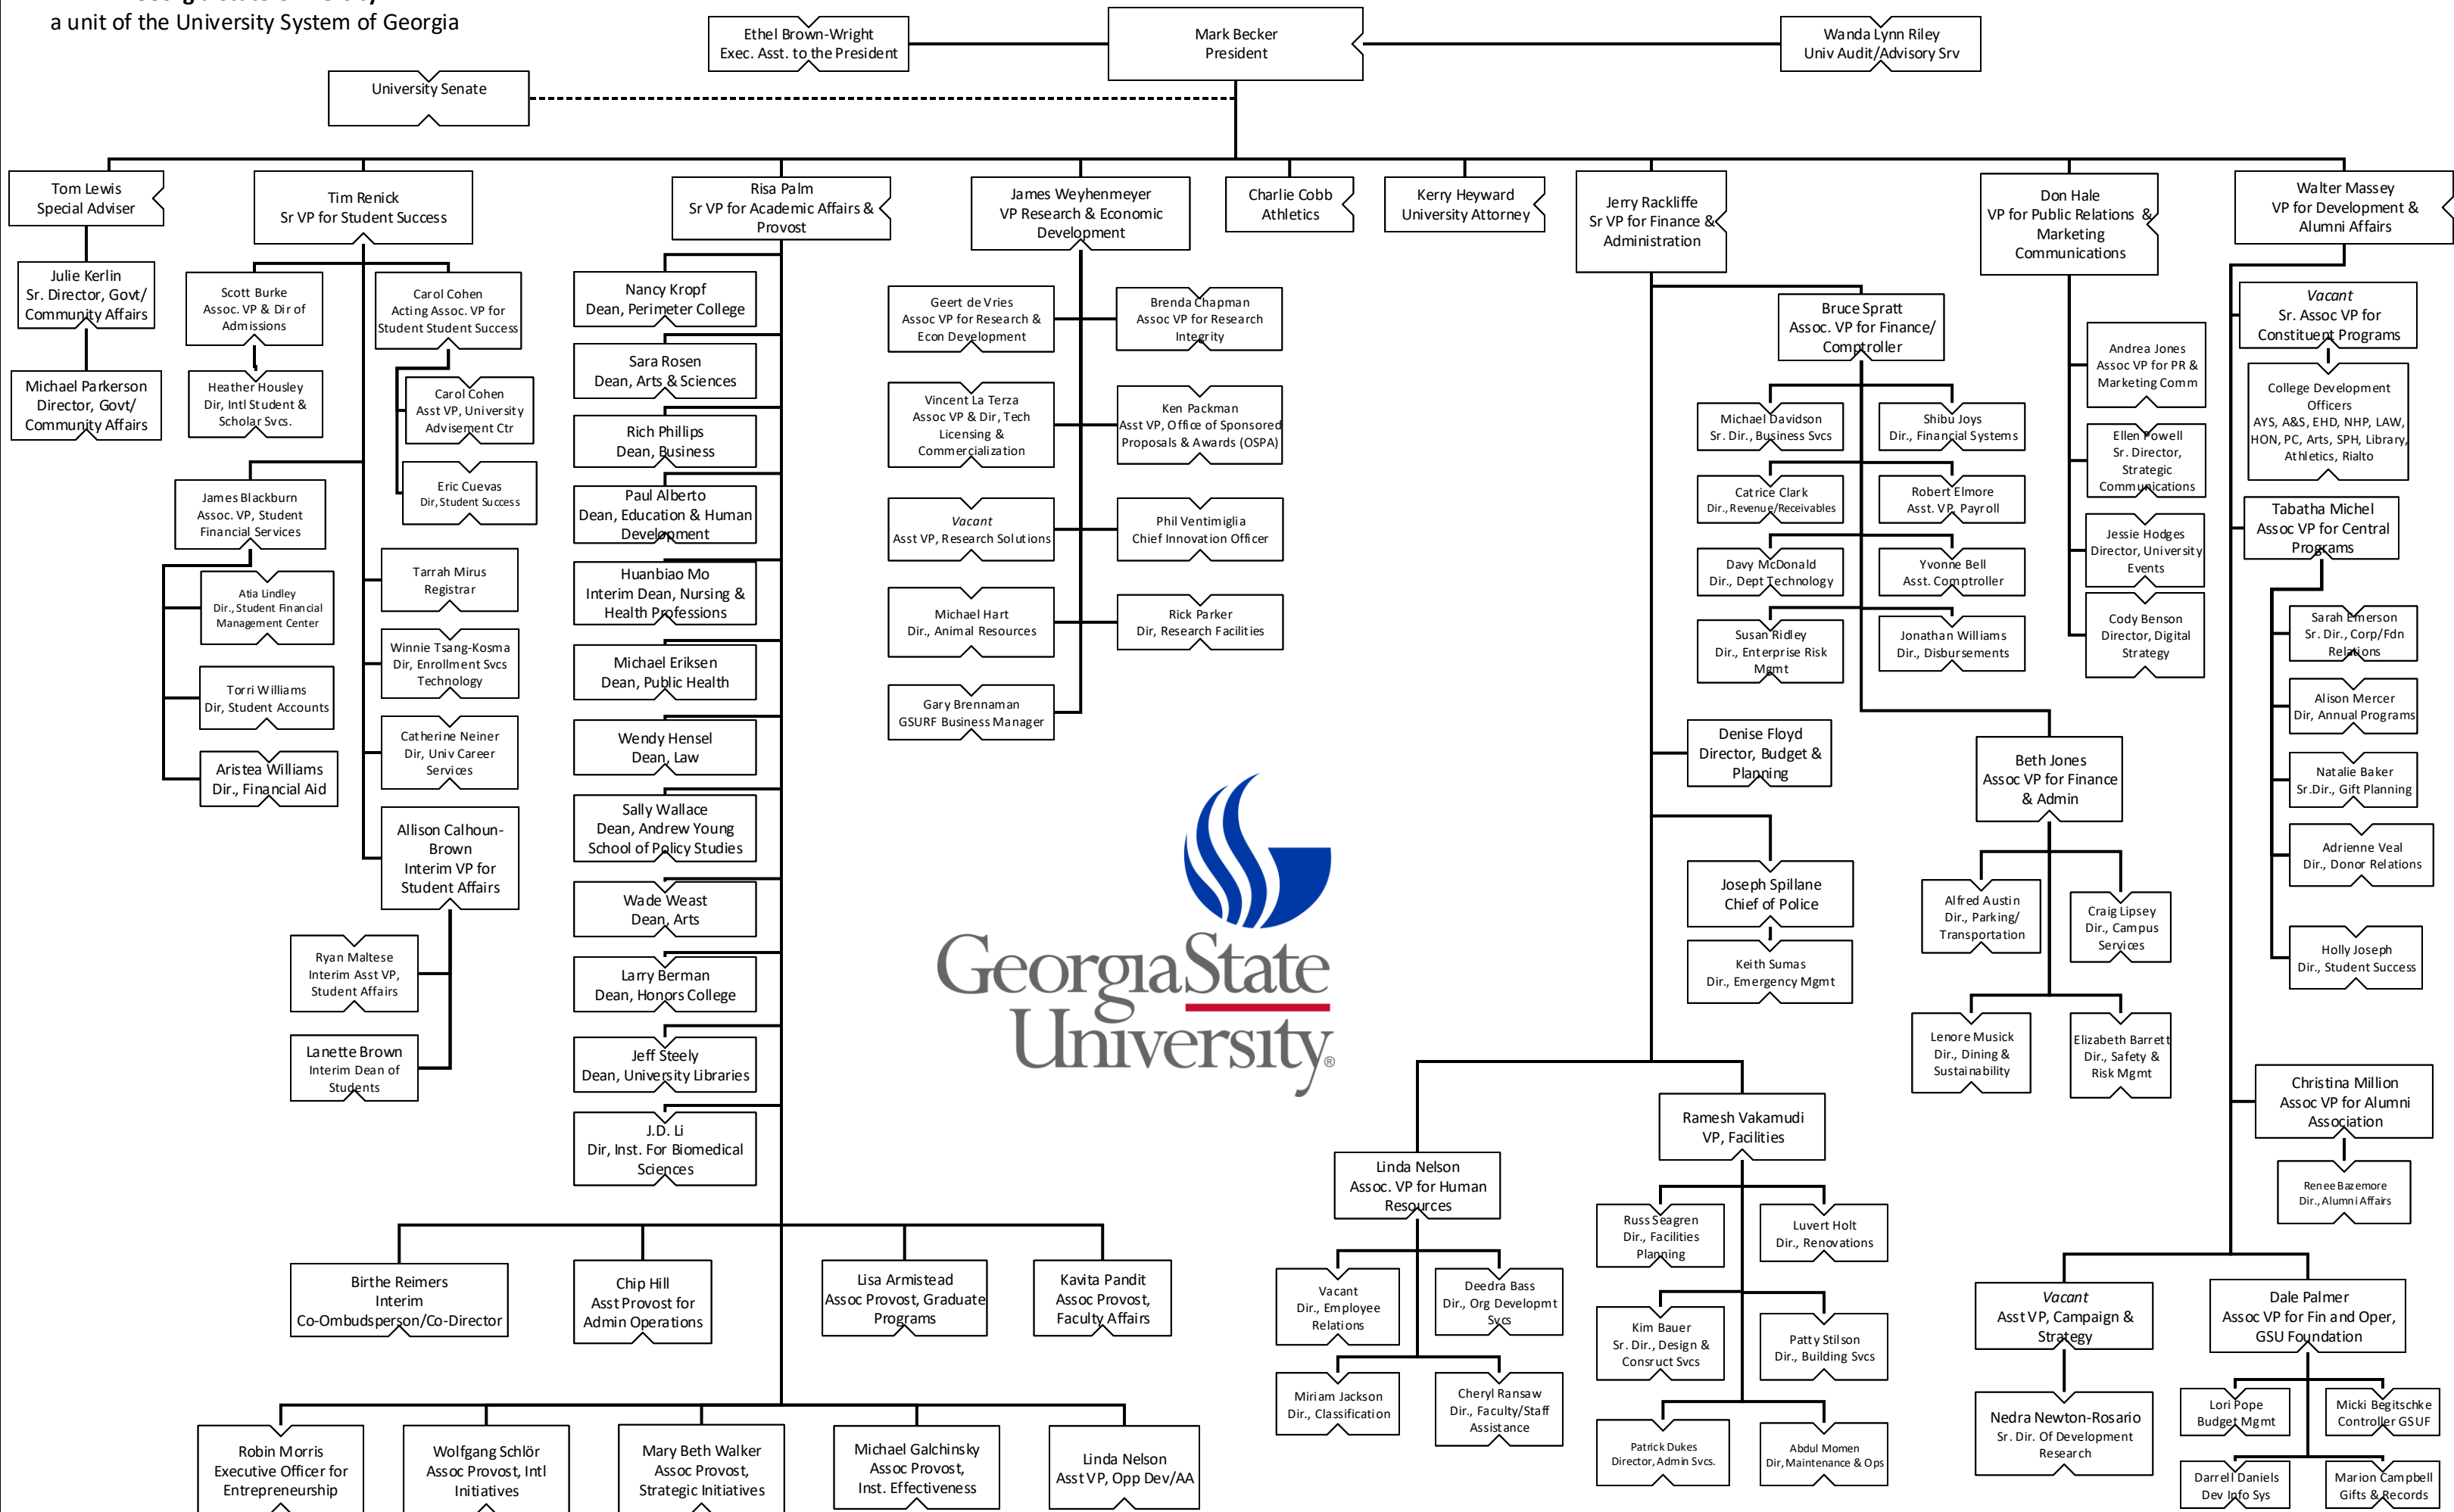 a unit of the University System of Georgia
Ethel Brown-Wright
Exec. Asst. to the President
Mark Becker
President
Wanda Lynn Riley
Univ Audit/Advisory Srv
University Senate
Tom Lewis
Special Adviser
Julie Kerlin
Sr. Director, Govt/
Community Affairs
Michael Parkerson
Director, Govt/
Community Affairs
Tim Renick
Sr VP for Student Success
Scott Burke
Assoc. VP & Dir of
Admissions
Heather Housley
Dir, Intl Student &
Scholar Svcs.
Carol Cohen
Acting Assoc. VP for
Student Student Success
Carol Cohen
Asst VP, University
Advisement Ctr
Eric Cuevas
Dir, Student Success
James Blackburn
Assoc. VP, Student
Financial Services
Atia Lindley
Dir., Student Financial
Management Center
Torri Williams
Dir, Student Accounts
Aristea Williams
Dir., Financial Aid
Tarrah Mirus
Registrar
Winnie Tsang-Kosma
Dir, Enrollment Svcs
Technology
Catherine Neiner
Dir, Univ Career
Services
Allison Calhoun-
Brown
Interim VP for
Student Affairs
Ryan Maltese
Interim Asst VP,
Student Affairs
Lanette Brown
Interim Dean of
Students
Risa Palm
Sr VP for Academic Affairs &
Provost
Nancy Kropf
Dean, Perimeter College
Sara Rosen
Dean, Arts & Sciences
Rich Phillips
Dean, Business
Paul Alberto
Dean, Education & Human
Development
Huanbiao Mo
Interim Dean, Nursing &
Health Professions
Michael Eriksen
Dean, Public Health
Wendy Hensel
Dean, Law
Sally Wallace
Dean, Andrew Young
School of Policy Studies
Wade Weast
Dean, Arts
Larry Berman
Dean, Honors College
Jeff Steely
Dean, University Libraries
J.D. Li
Dir, Inst. For Biomedical
Sciences
Birthe Reimers
Interim
Co-Ombudsperson/Co-Director
Chip Hill
Asst Provost for
Admin Operations
Lisa Armistead
Assoc Provost, Graduate
Programs
Kavita Pandit
Assoc Provost,
Faculty Affairs
Robin Morris
Executive Officer for
Entrepreneurship
Wolfgang Schlör
Assoc Provost, Intl
Initiatives
Mary Beth Walker
Assoc Provost,
Strategic Initiatives
Michael Galchinsky
Assoc Provost,
Inst. Effectiveness
Linda Nelson
Asst VP, Opp Dev/AA
James Weyhenmeyer
VP Research & Economic
Development
Geert de Vries
Assoc VP for Research &
Econ Development
Brenda Chapman
Assoc VP for Research
Integrity
Vincent La Terza
Assoc VP & Dir, Tech
Licensing &
Commercialization
Ken Packman
Asst VP, Office of Sponsored
Proposals & Awards (OSPA)
Vacant
Asst VP, Research Solutions
Phil Ventimiglia
Chief Innovation Officer
Michael Hart
Dir., Animal Resources
Rick Parker
Dir, Research Facilities
Gary Brennaman
GSURF Business Manager
Georgia State
University®
Charlie Cobb
Athletics
Kerry Heyward
University Attorney
Jerry Rackliffe
Sr VP for Finance &
Administration
Bruce Spratt
Assoc. VP for Finance/
Comptroller
Michael Davidson
Sr. Dir., Business Svcs
Shibu Joys
Dir., Financial Systems
Catrice Clark
Dir., Revenue/Receivables
Robert Elmore
Asst. VP, Payroll
Davy McDonald
Dir., Dept Technology
Yvonne Bell
Asst. Comptroller
Susan Ridley
Dir., Enterprise Risk
Mgmt
Jonathan Williams
Dir., Disbursements
Denise Floyd
Director, Budget &
Planning
Beth Jones
Assoc VP for Finance
& Admin
Joseph Spillane
Chief of Police
Keith Sumas
Dir., Emergency Mgmt
Alfred Austin
Dir., Parking/
Transportation
Craig Lipsey
Dir., Campus
Services
Lenore Musick
Dir., Dining &
Sustainability
Elizabeth Barrett
Dir., Safety &
Risk Mgmt
Linda Nelson
Assoc. VP for Human
Resources
Vacant
Dir., Employee
Relations
Deedra Bass
Dir., Org Developmt
Svcs
Miriam Jackson
Dir., Classification
Cheryl Ransaw
Dir., Faculty/Staff
Assistance
Ramesh Vakamudi
VP, Facilities
Russ Seagren
Dir., Facilities
Planning
Luvert Holt
Dir., Renovations
Kim Bauer
Sr. Dir., Design &
Consruct Svcs
Patty Stilson
Dir., Building Svcs
Patrick Dukes
Director, Admin Svcs.
Abdul Momen
Dir, Maintenance & Ops
Don Hale
VP for Public Relations &
Marketing
Communications
Andrea Jones
Assoc VP for PR &
Marketing Comm
Ellen Powell
Sr. Director,
Strategic
Communications
Jessie Hodges
Director, University
Events
Cody Benson
Director, Digital
Strategy
Walter Massey
VP for Development &
Alumni Affairs
Vacant
Sr. Assoc VP for
Constituent Programs
College Development
Officers
AYS, A&S, EHD, NHP, LAW,
HON, PC, Arts, SPH, Library,
Athletics, Rialto
Tabatha Michel
Assoc VP for Central
Programs
Sarah Emerson
Sr. Dir., Corp/Fdn
Relations
Alison Mercer
Dir, Annual Programs
Natalie Baker
Sr.Dir., Gift Planning
Adrienne Veal
Dir., Donor Relations
Holly Joseph
Dir., Student Success
Christina Million
Assoc VP for Alumni
Association
Renee Bazemore
Dir., Alumni Affairs
Vacant
Asst VP, Campaign &
Strategy
Nedra Newton-Rosario
Sr. Dir. Of Development
Research
Dale Palmer
Assoc VP for Fin and Oper,
GSU Foundation
Lori Pope
Budget Mgmt
Micki Begitschke
Controller GSUF
Darrell Daniels
Dev Info Sys
Marion Campbell
Gifts & Records